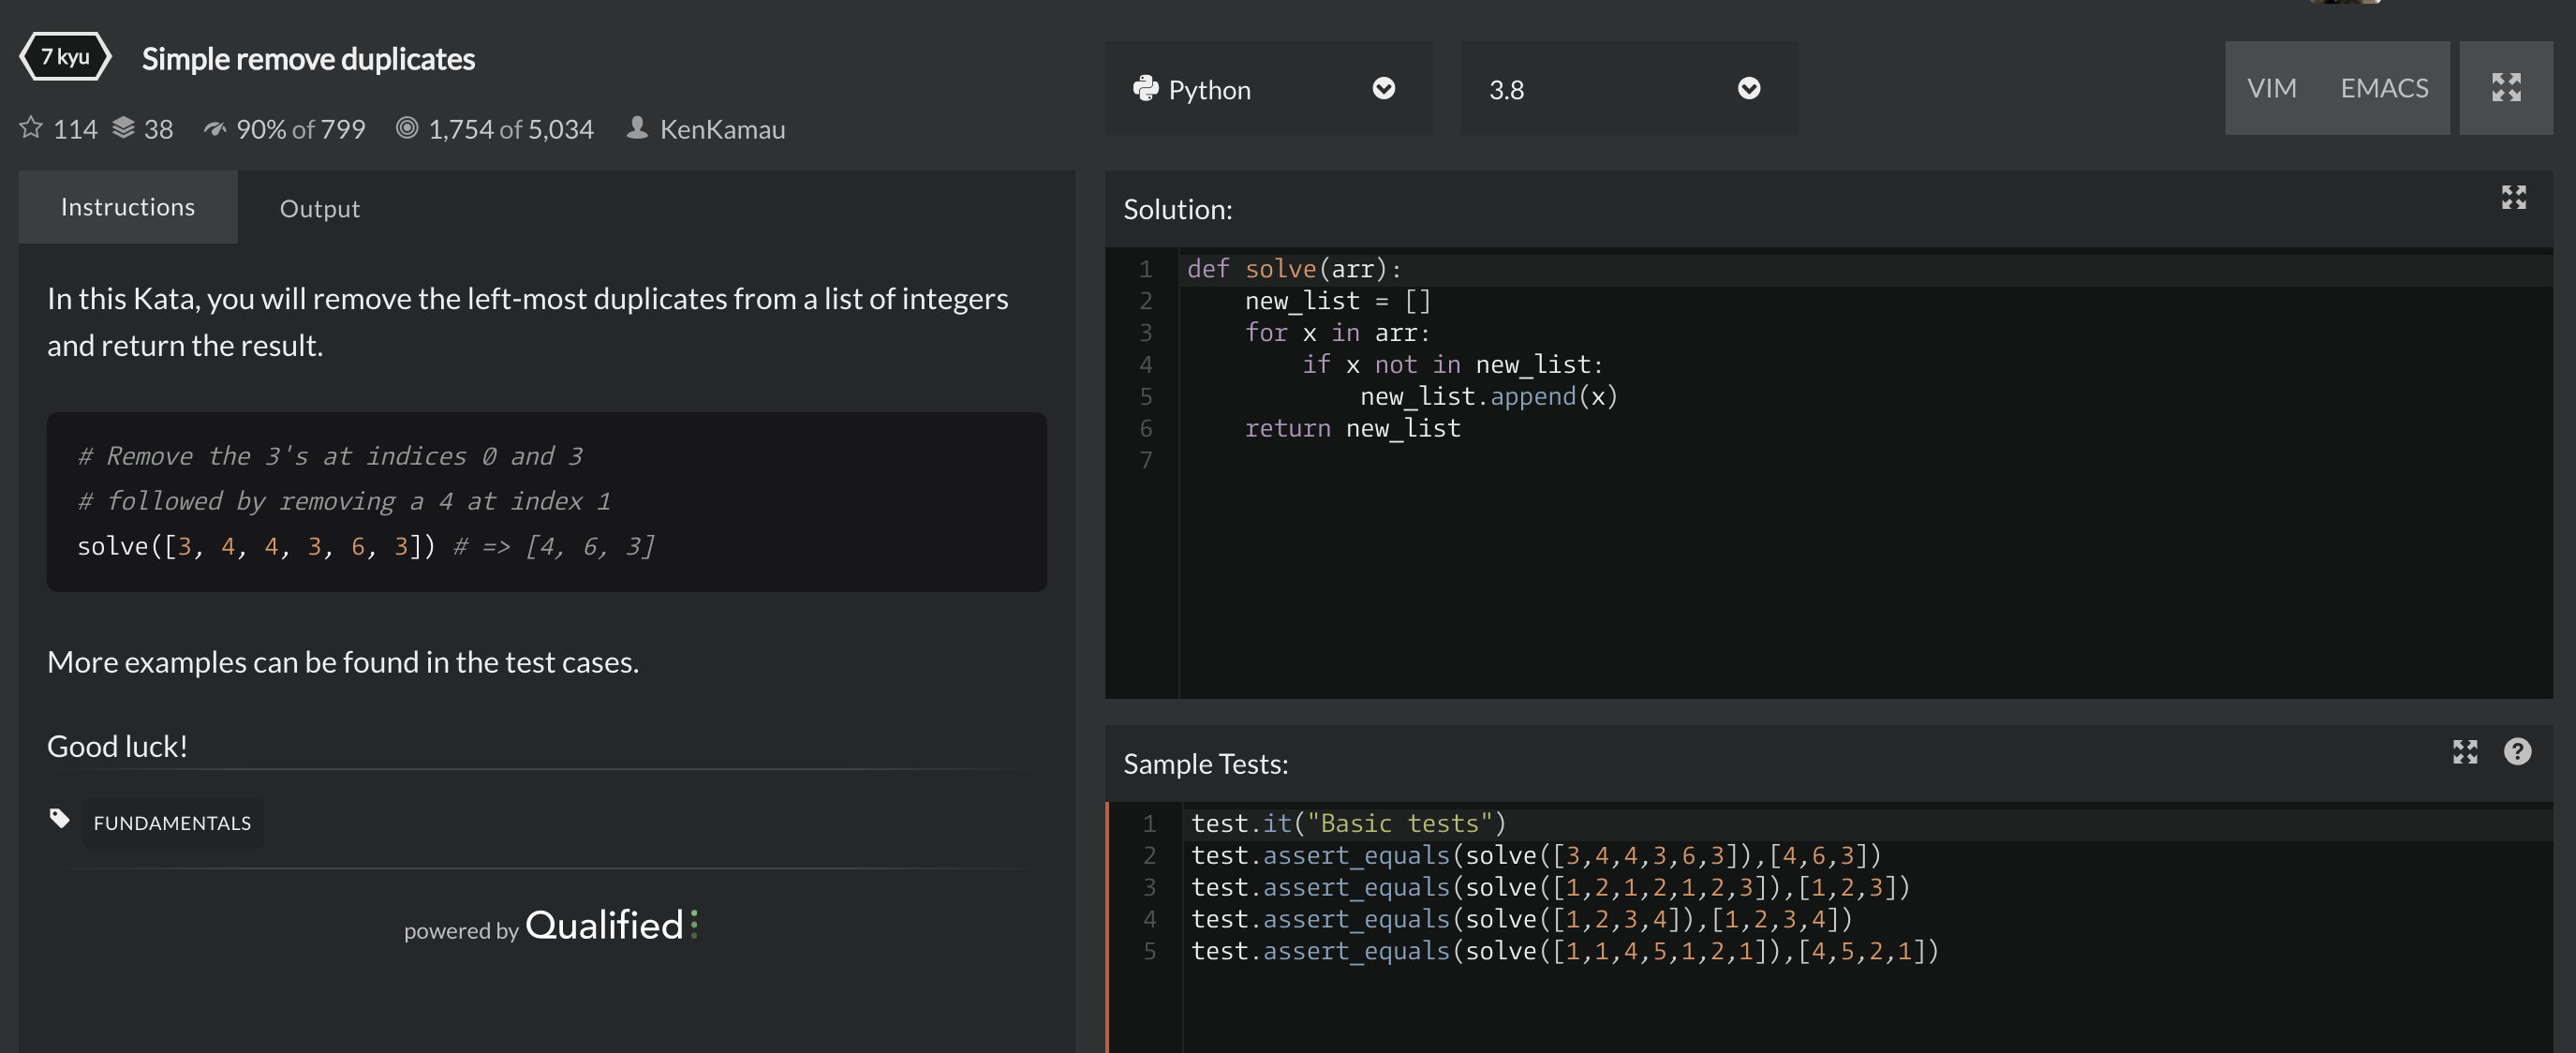 7 kyu
Simple remove duplicates
114 38 90% of 799 1,754 of 5,034 KenKamau
Python
3.8
VIM EMACS
Instructions
Output
In this Kata, you will remove the left-most duplicates from a list of integers
and return the result.
# Remove the 3's at indices 0 and 3
# followed by removing a 4 at index 1
solve([3, 4, 4, 3, 6, 3]) # => [4, 6, 3]
More examples can be found in the test cases.
Good luck!
FUNDAMENTALS
powered by Qualified
Solution:
1 def solve(arr):
2 new_list = []
3 for x in arr:
4 if x not in new_list:
5 new_list.append(x)
6 return new_list
7
Sample Tests:
?
1 test.it("Basic tests")
2 test.assert_equals(solve([3,4,4,3,6,3]),[4,6,3])
3 test.assert_equals(solve([1,2,1,2,1,2,3]),[1,2,3])
4 test.assert_equals(solve([1,2,3,4]),[1,2,3,4])
5 test.assert_equals(solve([1,1,4,5,1,2,1]),[4,5,2,1])